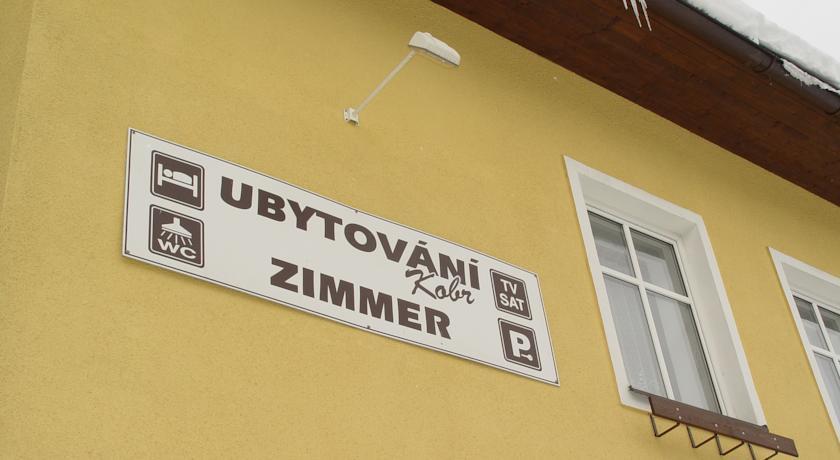 UBYTOVÁNÍ
Kobr
ZIMMER
WC
TV
SAT
P